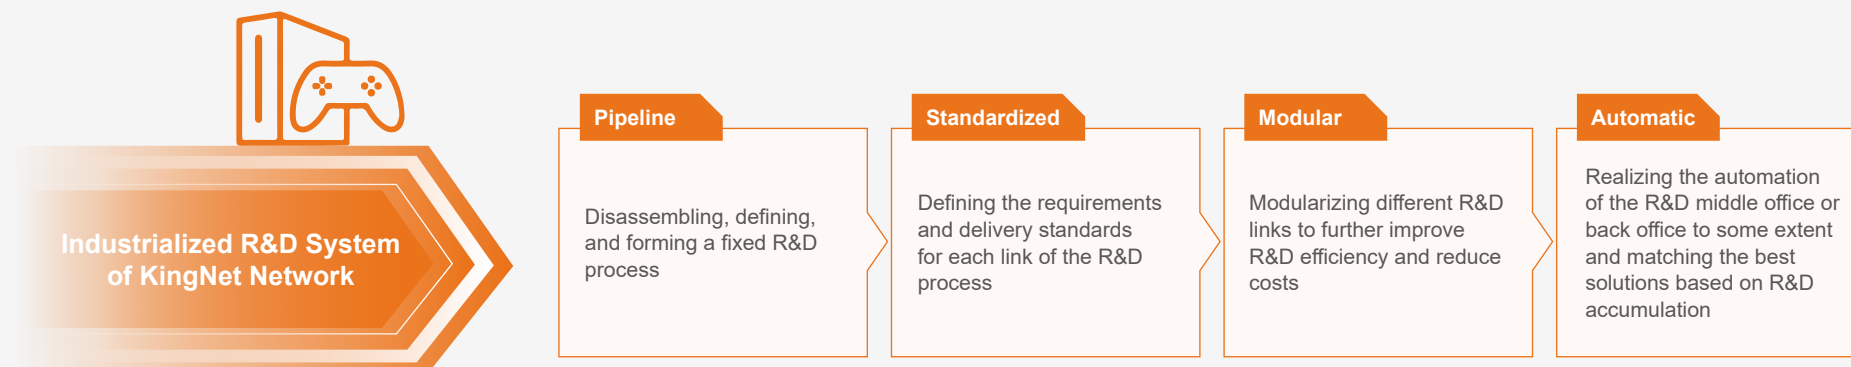 Industrialized R&D System
of KingNet Network
Pipeline
Disassembling, defining,
and forming a fixed R&D
process
Standardized
Defining the requirements
and delivery standards
for each link of the R&D
process
Modular
Modularizing different R&D
links to further improve
R&D efficiency and reduce
costs
Automatic
Realizing the automation
of the R&D middle office or
back office to some extent
and matching the best
solutions based on R&D
accumulation